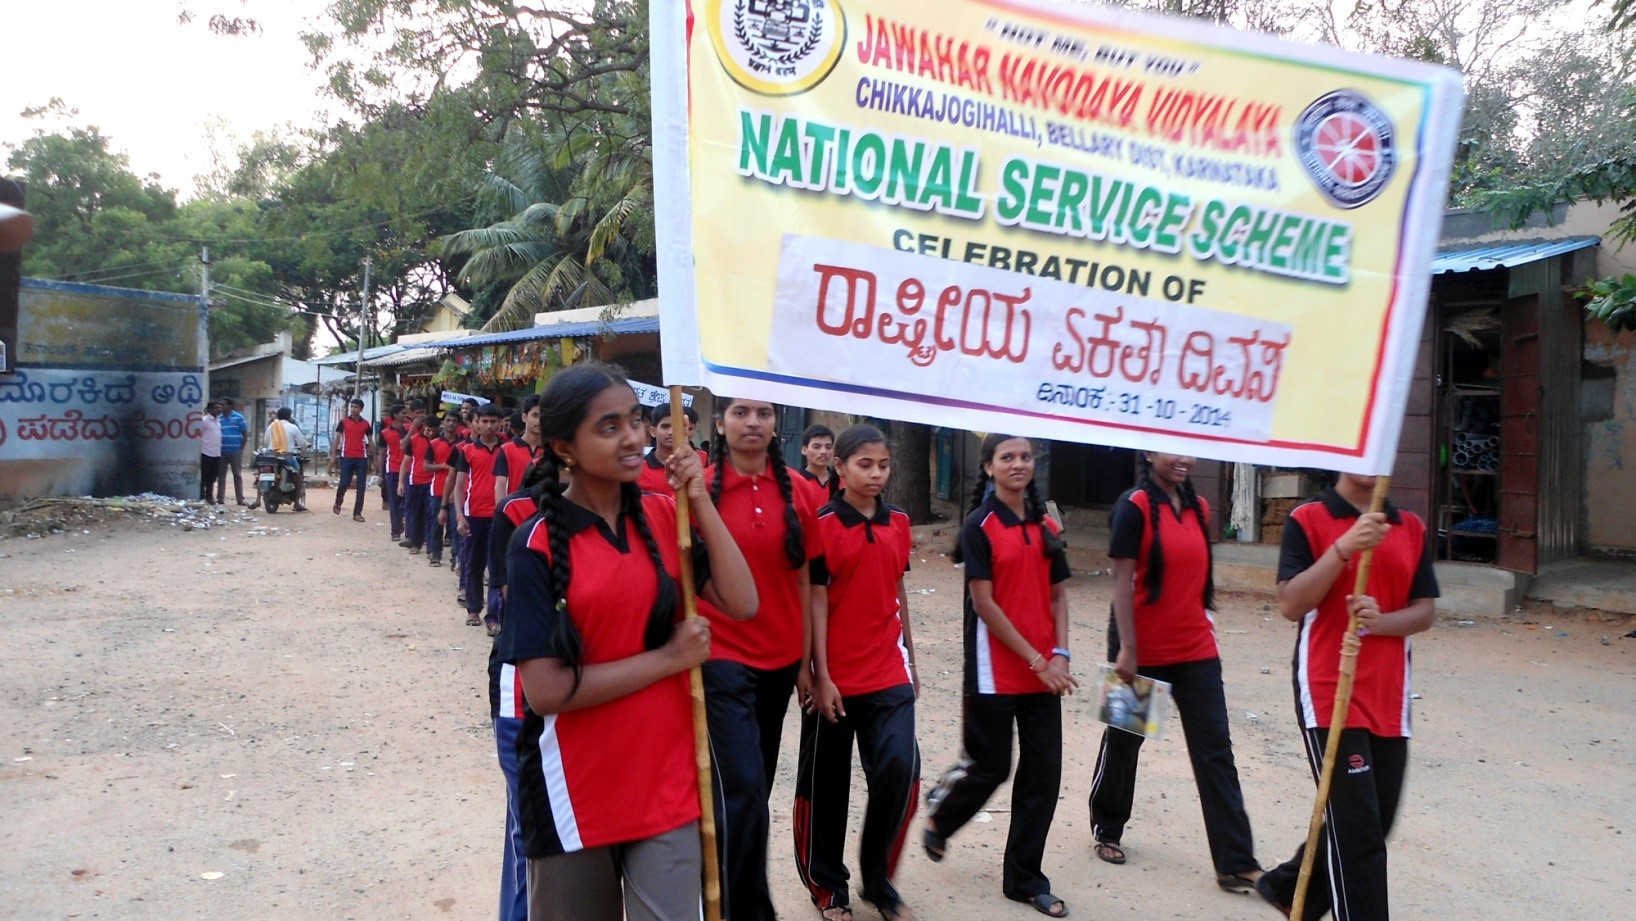 "NOT ME, BUT YOU"
JAWAHAR NAVODAYA VIDYALAYA
CHIKKAJOGIHALLI, BELLARY DIST, KARNATAKA
NATIONAL SERVICE SCHEME
CELEBRATION OF
ರಾಷ್ಟ್ರೀಯ ಏಕತಾ ದಿವಸ
ದಿನಾಂಕ:- 31-10-2014
ದೊರಕಿದೆ ಆಥಿ
ಪಡೆದುಕೊಂಡಿ